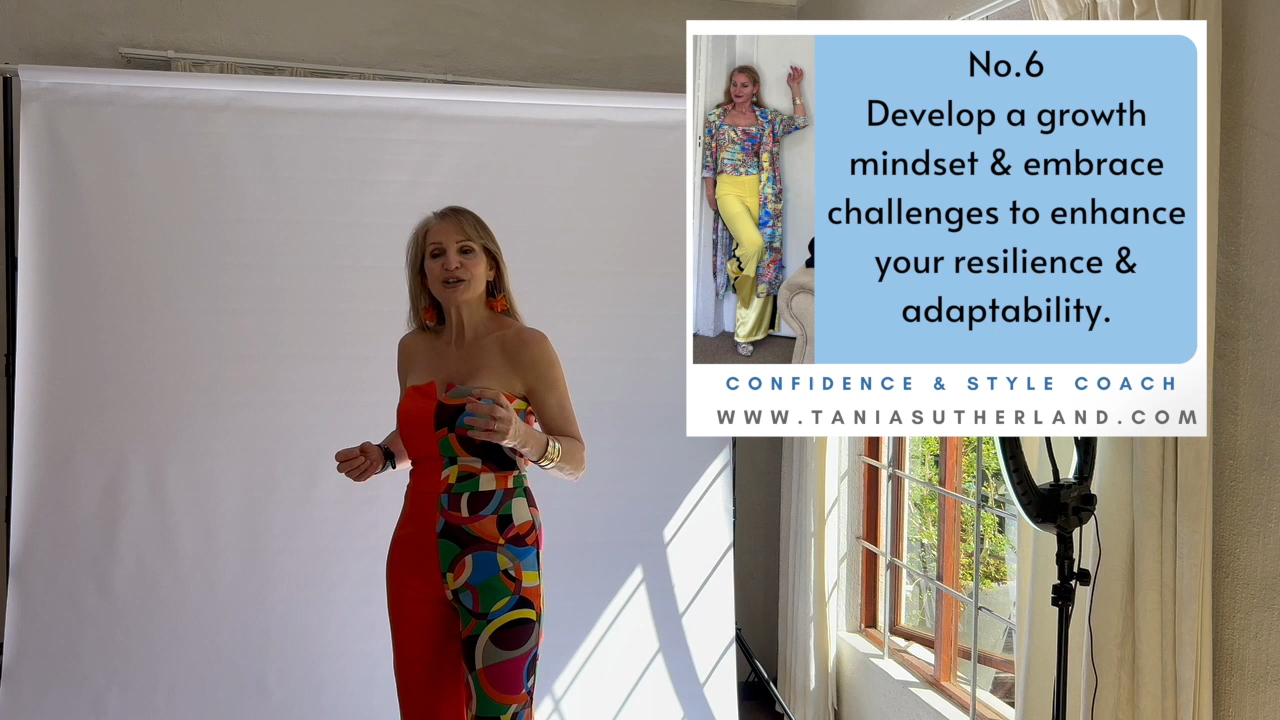 No.6
Develop a growth
mindset & embrace
challenges to enhance
your resilience &
adaptability.
CONFIDENCE & STYLE COACH
WWW.TANIASUTHERLAND.COM